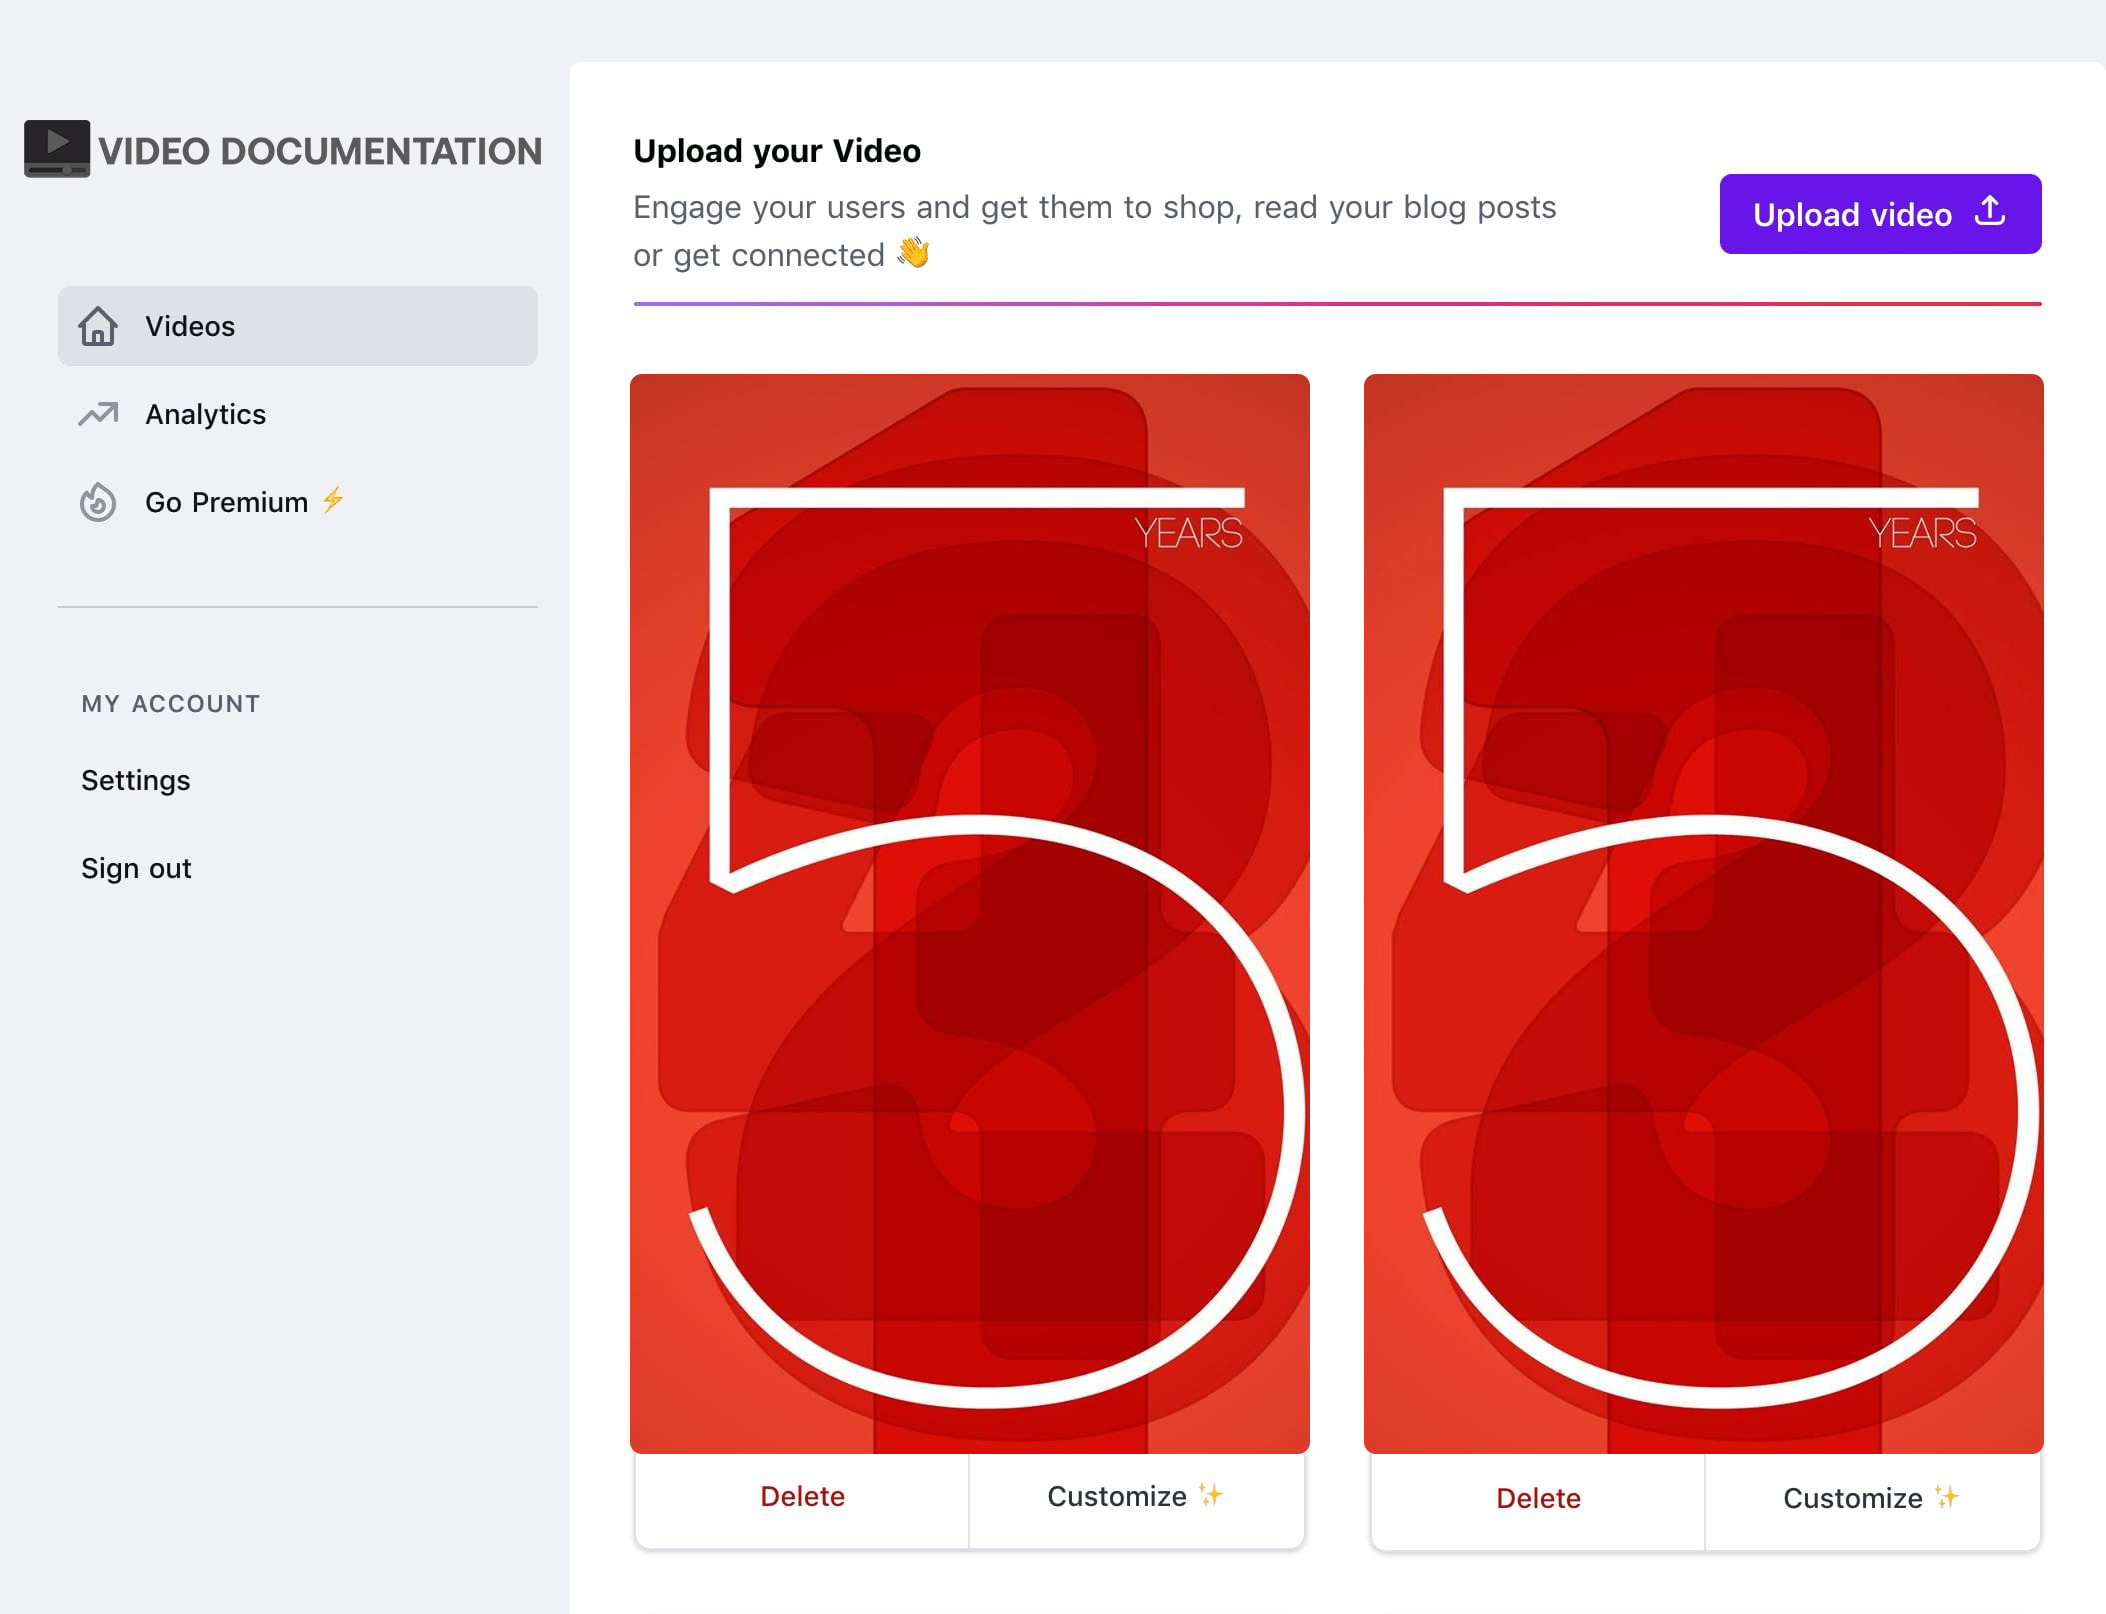 VIDEO DOCUMENTATION
Videos
Analytics
Go Premium ⚡
MY ACCOUNT
Settings
Sign out
Upload your Video
Engage your users and get them to shop, read your blog posts
or get connected 👋
Upload video
5
YEARS
Delete
Customize ✨
5
YEARS
Delete
Customize ✨